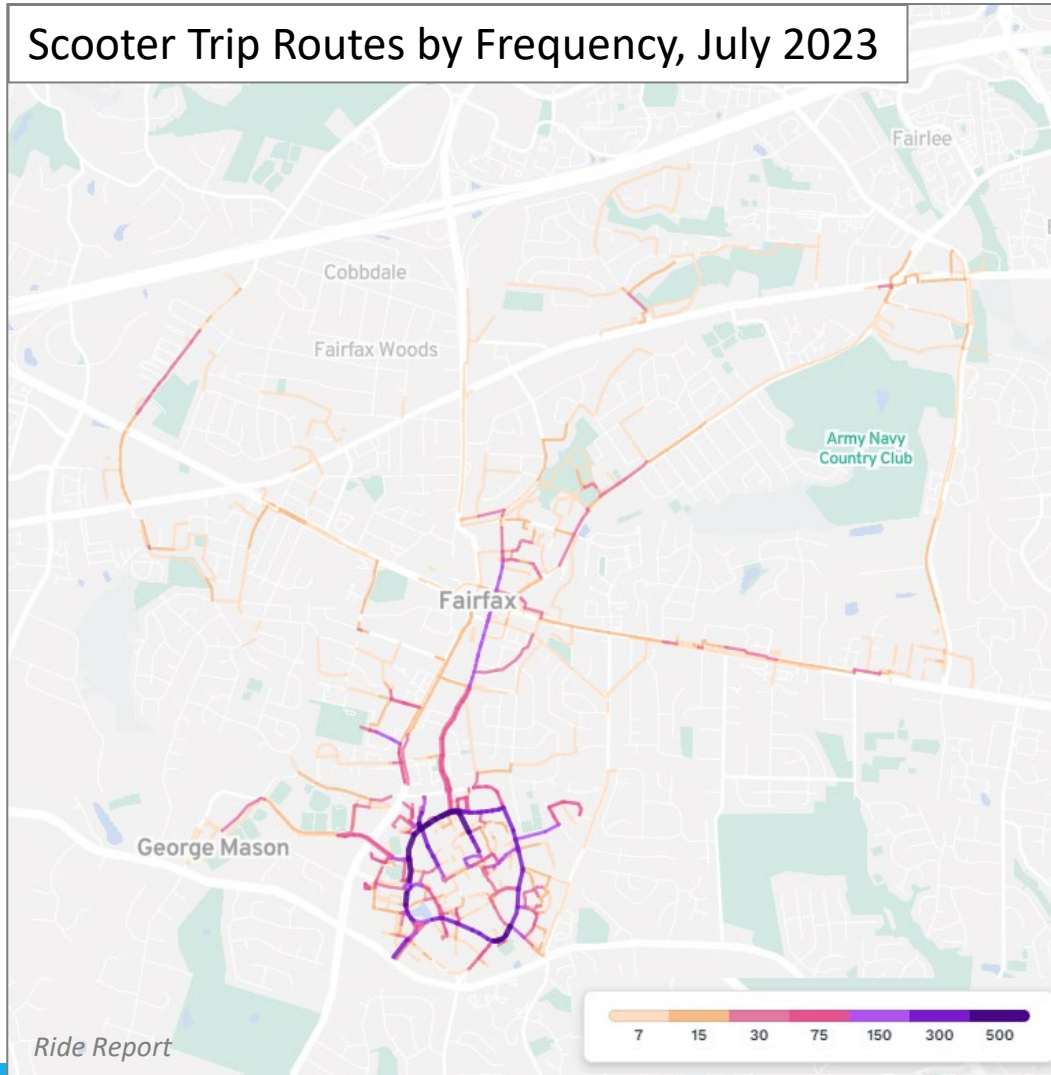 Scooter Trip Routes by Frequency, July 2023
Fairlee
Cobbdale
Fairfax Woods
Army Navy
Country Club
Fairfax
George Mason
7 15 30 75 150 300 500
Ride Report